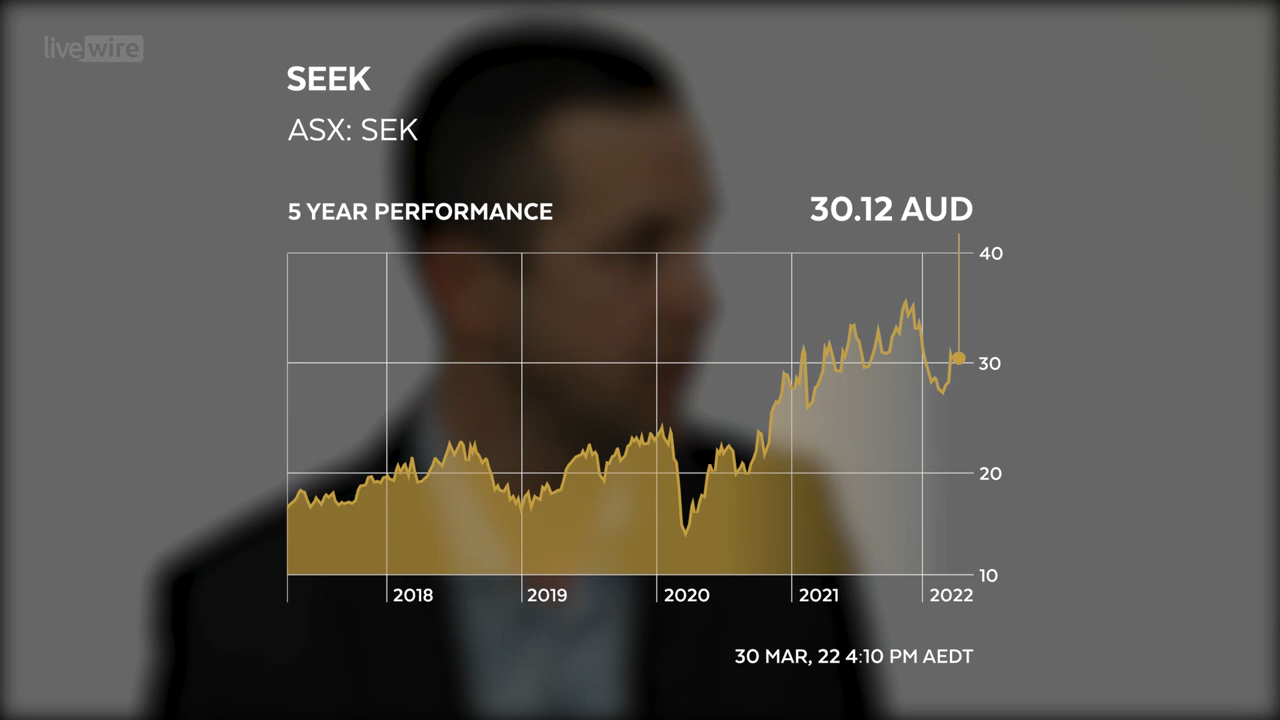 livewire
SEEK
ASX: SEK
5 YEAR PERFORMANCE
30.12 AUD
40
30
20
10
2018 2019 2020 2021 2022
30 MAR, 22 4:10 PM AEDT